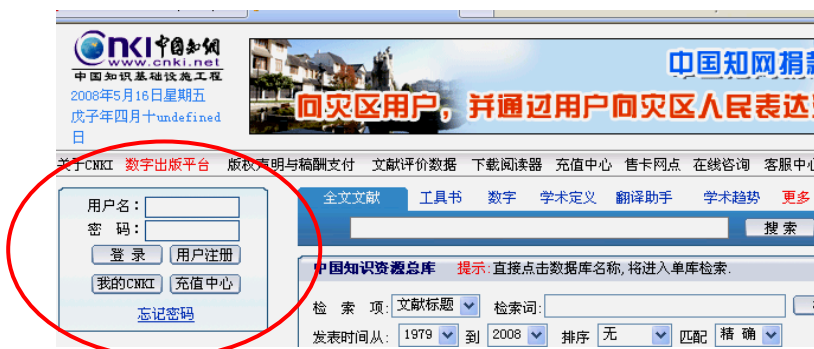 cnki中国知网
www.cnki.net
中国知识基础设施工程
2008年5月16日星期五
戊子年四月十undefined
日
中国知网捐款
向灾区用户，并通过用户向灾区人民表达
关于CNKI 数字出版平台 版权声明与稿酬支付 文献评价数据 下载阅读器 充值中心 售卡网点 在线咨询 客服中心
用户名：
密 码：
登 录 用户注册
我的CNKI 充值中心
忘记密码
全文文献 工具书 数字 学术定义 翻译助手 学术趋势 更多
搜 索
中国知识资源总库 提示:直接点击数据库名称,将进入单库检索.
检 索 项: 文献标题 检索词:
发表时间从: 1979 到 2008 排序 无 匹配 精 确